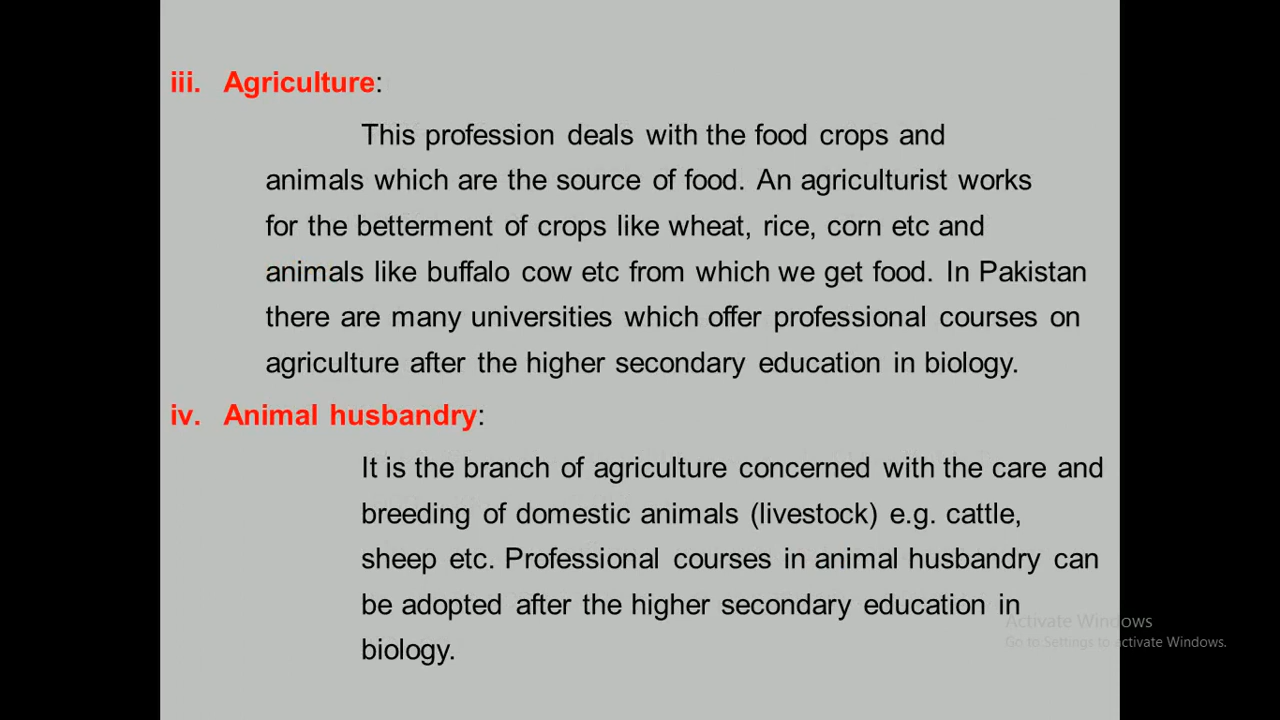 iii. Agriculture:
This profession deals with the food crops and
animals which are the source of food. An agriculturist works
for the betterment of crops like wheat, rice, corn etc and
animals like buffalo cow etc from which we get food. In Pakistan
there are many universities which offer professional courses on
agriculture after the higher secondary education in biology.
iv. Animal husbandry:
It is the branch of agriculture concerned with the care and
breeding of domestic animals (livestock) e.g. cattle,
sheep etc. Professional courses in animal husbandry can
be adopted after the higher secondary education in
biology.
Activate Windows
Go to Settings to activate Windows.